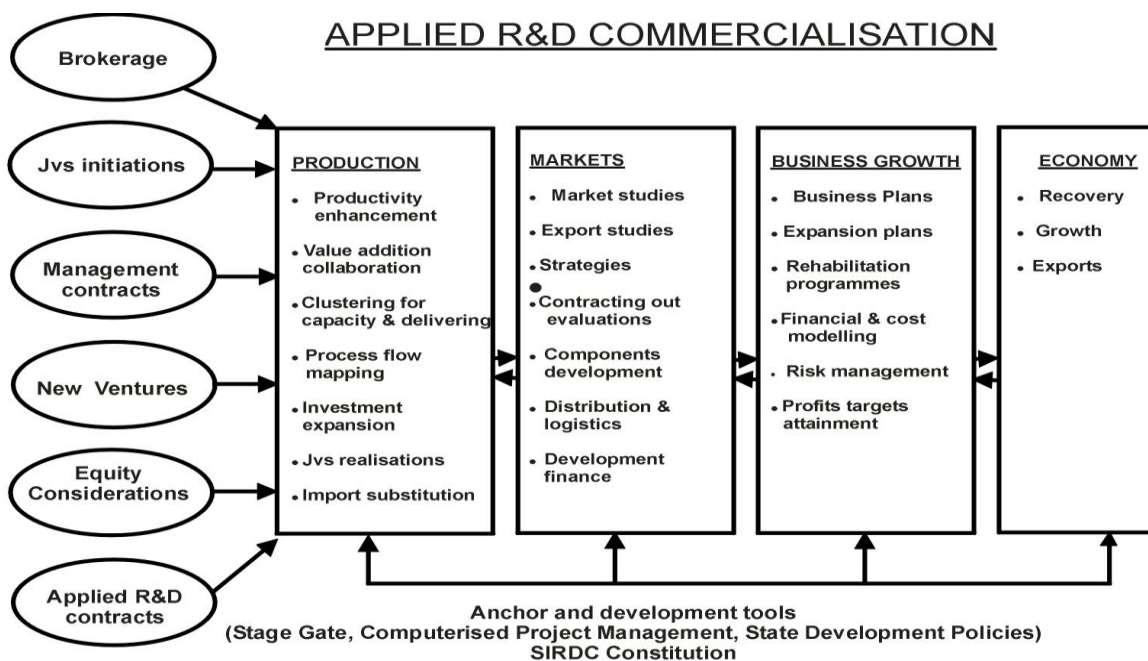 APPLIED R&D COMMERCIALISATION
Brokerage
Jvs initiations
Management
contracts
New Ventures
Equity
Considerations
Applied R&D
contracts
PRODUCTION
• Productivity
enhancement
• Value addition
collaboration
• Clustering for
capacity & delivering
• Process flow
mapping
• Investment
expansion
• Jvs realisations
• Import substitution
MARKETS
• Market studies
• Export studies
• Strategies
•
• Contracting out
evaluations
• Components
development
• Distribution &
logistics
• Development
finance
BUSINESS GROWTH
• Business Plans
• Expansion plans
• Rehabilitation
programmes
• Financial & cost
modelling
• Risk management
• Profits targets
attainment
ECONOMY
• Recovery
• Growth
• Exports
Anchor and development tools
(Stage Gate, Computerised Project Management, State Development Policies)
SIRDC Constitution